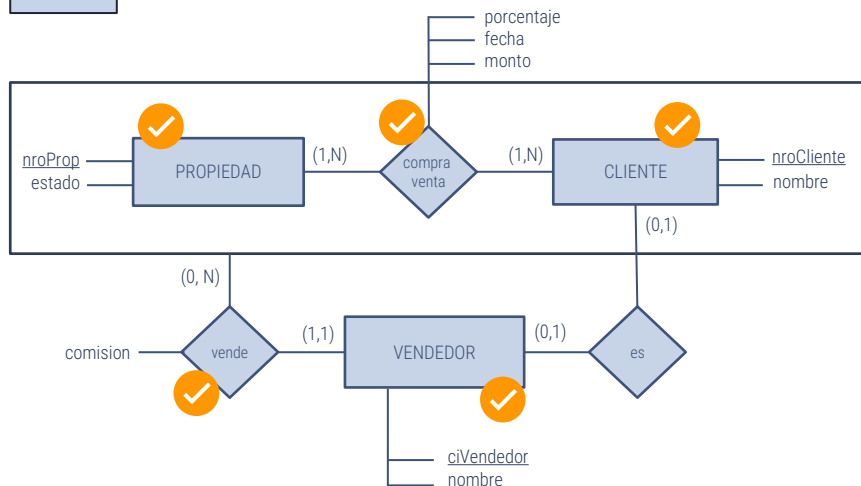 porcentaje
fecha
monto
nroProp
estado
PROPIEDAD
(1,N)
compra
venta
(1,N)
CLIENTE
nroCliente
nombre
(0,1)
(0, N)
comision
vende
(1,1)
VENDEDOR
(0,1)
es
ciVendedor
nombre